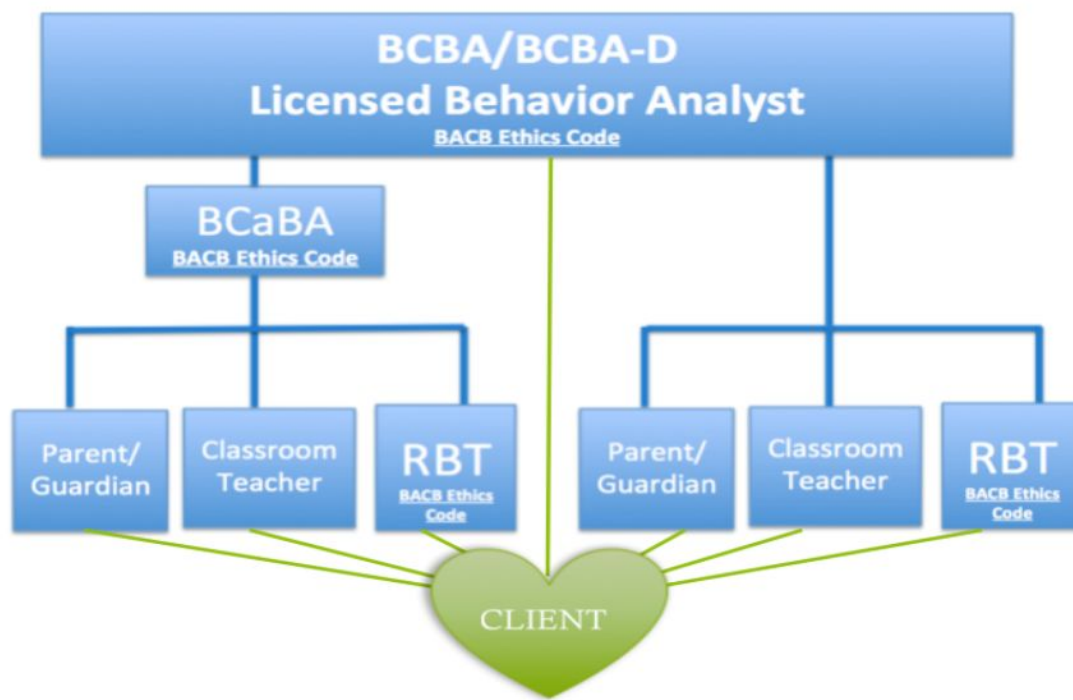 BCBA/BCBA-D
Licensed Behavior Analyst
BACB Ethics Code
BCaBA
BACB Ethics Code
Parent/
Guardian
Classroom
Teacher
RBT
BACB Ethics
Code
Parent/
Guardian
Classroom
Teacher
RBT
BACB Ethics
Code
CLIENT